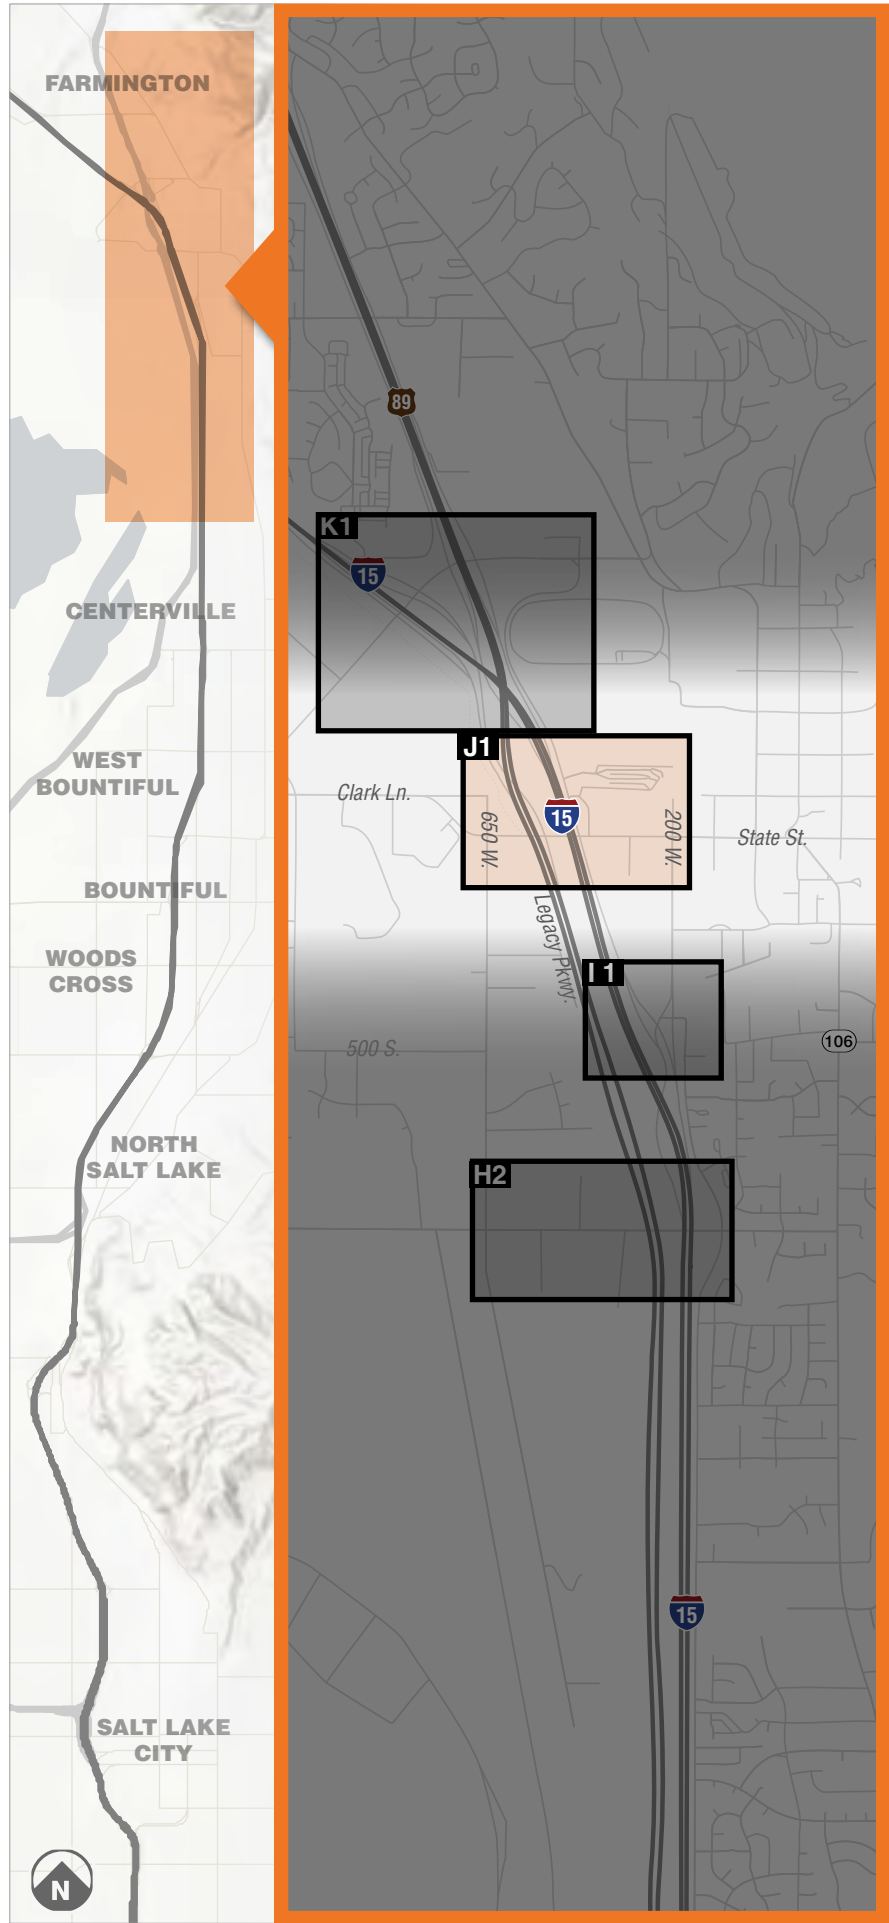 FARMINGTON
CENTERVILLE
WEST
BOUNTIFUL
BOUNTIFUL
WOODS
CROSS
NORTH
SALT LAKE
SALT LAKE
CITY
N
89
K1
15
J1
Clark Ln.
15
650 W.
200 W.
State St.
Legacy Pkwy.
I 1
500 S.
106
H2
15